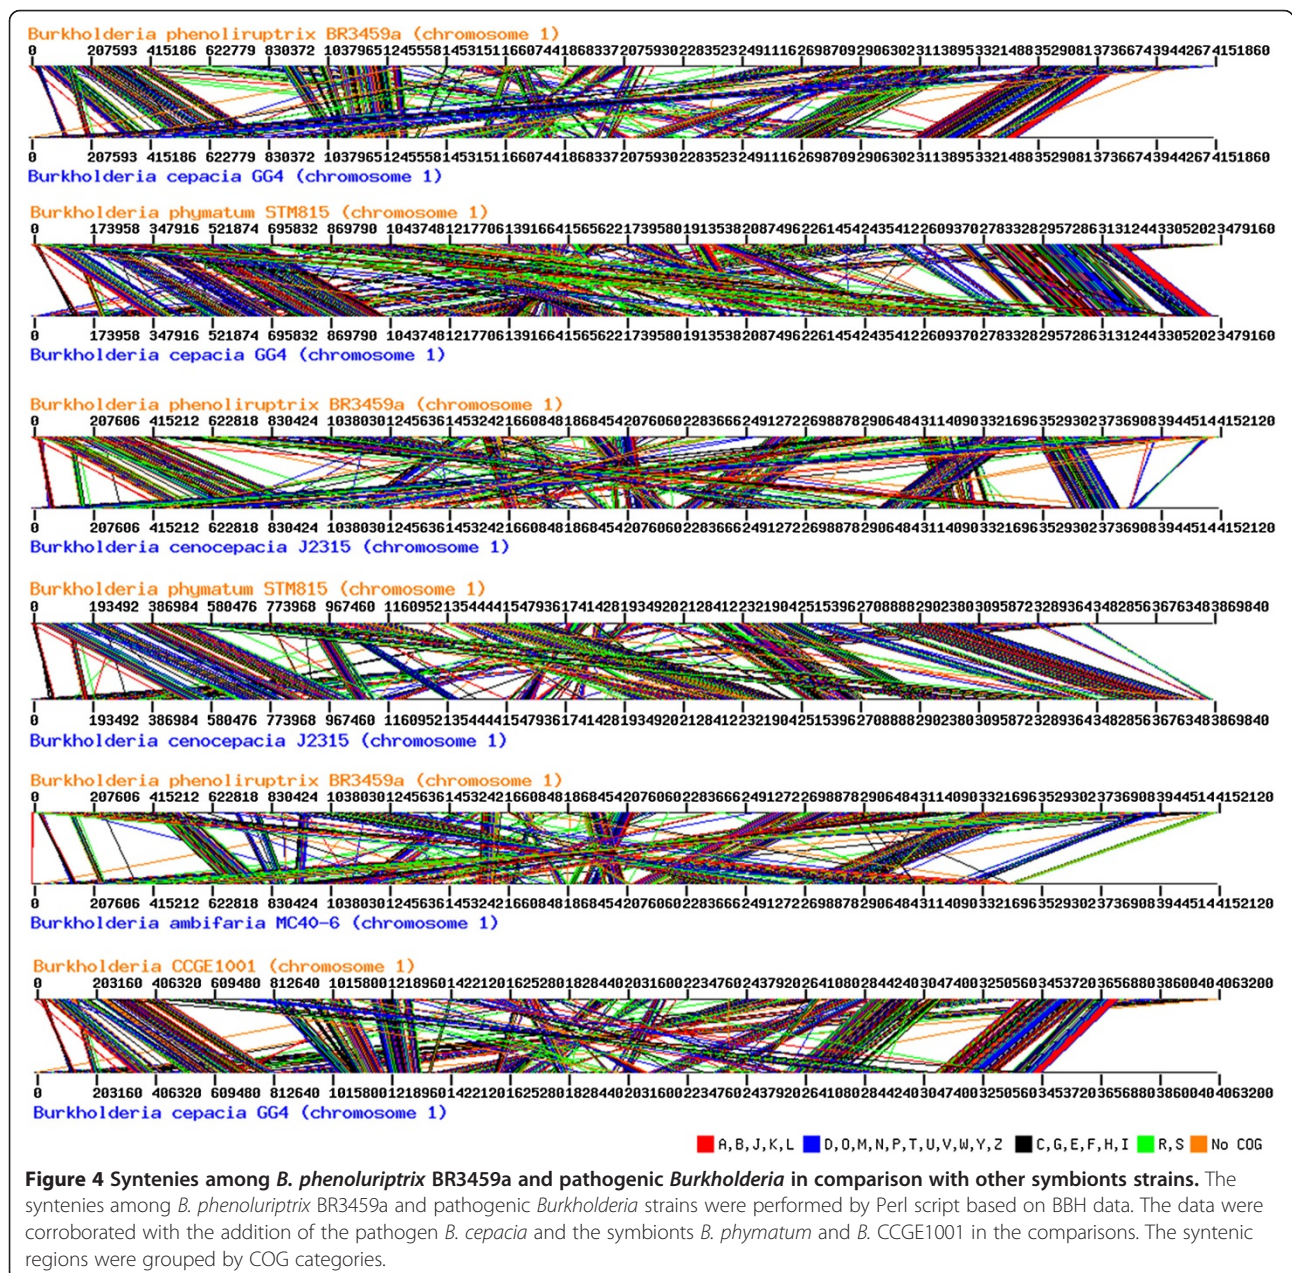 Burkholderia phenoliruptrix BR3459a (chromosome 1)
0 207593 415186 622779 830372 1037965 1245558 1453151 1660744 1868337 2075930 2283523 2491116 2698709 2906302 3113895 3321488 3529081 3736674 3944267 4151860
0 207593 415186 622779 830372 1037965 1245558 1453151 1660744 1868337 2075930 2283523 2491116 2698709 2906302 3113895 3321488 3529081 3736674 3944267 4151860
Burkholderia cepacia GG4 (chromosome 1)
Burkholderia phymatum STM815 (chromosome 1)
0 173958 347916 521874 695832 869790 1043748 1217706 1391664 1565622 1739580 1913538 2087496 2261454 2435412 2609370 2783328 2957286 3131244 3305202 3479160
0 173958 347916 521874 695832 869790 1043748 1217706 1391664 1565622 1739580 1913538 2087496 2261454 2435412 2609370 2783328 2957286 3131244 3305202 3479160
Burkholderia cepacia GG4 (chromosome 1)
Burkholderia phenoliruptrix BR3459a (chromosome 1)
0 207606 415212 622818 830424 1038030 1245636 1453242 1660848 1868454 2076060 2283666 2491272 2698878 2906484 3114090 3321696 3529302 3736908 3944514 4152120
0 207606 415212 622818 830424 1038030 1245636 1453242 1660848 1868454 2076060 2283666 2491272 2698878 2906484 3114090 3321696 3529302 3736908 3944514 4152120
Burkholderia cenocepacia J2315 (chromosome 1)
Burkholderia phymatum STM815 (chromosome 1)
0 193492 386984 580476 773968 967460 1160952 1354444 1547936 1741428 1934920 2128412 2321904 2515396 2708888 2902380 3095872 3289364 3482856 3676348 3869840
0 193492 386984 580476 773968 967460 1160952 1354444 1547936 1741428 1934920 2128412 2321904 2515396 2708888 2902380 3095872 3289364 3482856 3676348 3869840
Burkholderia cenocepacia J2315 (chromosome 1)
Burkholderia phenoliruptrix BR3459a (chromosome 1)
0 207606 415212 622818 830424 1038030 1245636 1453242 1660848 1868454 2076060 2283666 2491272 2698878 2906484 3114090 3321696 3529302 3736908 3944514 4152120
0 207606 415212 622818 830424 1038030 1245636 1453242 1660848 1868454 2076060 2283666 2491272 2698878 2906484 3114090 3321696 3529302 3736908 3944514 4152120
Burkholderia ambifaria MC40-6 (chromosome 1)
Burkholderia CCGE1001 (chromosome 1)
0 203160 406320 609480 812640 1015800 1218960 1422120 1625280 1828440 2031600 2234760 2437920 2641080 2844240 3047400 3250560 3453720 3656880 3860040 4063200
0 203160 406320 609480 812640 1015800 1218960 1422120 1625280 1828440 2031600 2234760 2437920 2641080 2844240 3047400 3250560 3453720 3656880 3860040 4063200
Burkholderia cepacia GG4 (chromosome 1)
A,B,J,K,L D,O,M,N,P,T,U,V,W,Y,Z C,G,E,F,H,I R,S No COG
Figure 4 Syntenies among B. phenoluriptrix BR3459a and pathogenic Burkholderia in comparison with other symbionts strains. The
syntenies among B. phenoluriptrix BR3459a and pathogenic Burkholderia strains were performed by Perl script based on BBH data. The data were
corroborated with the addition of the pathogen B. cepacia and the symbionts B. phymatum and B. CCGE1001 in the comparisons. The syntenic
regions were grouped by COG categories.